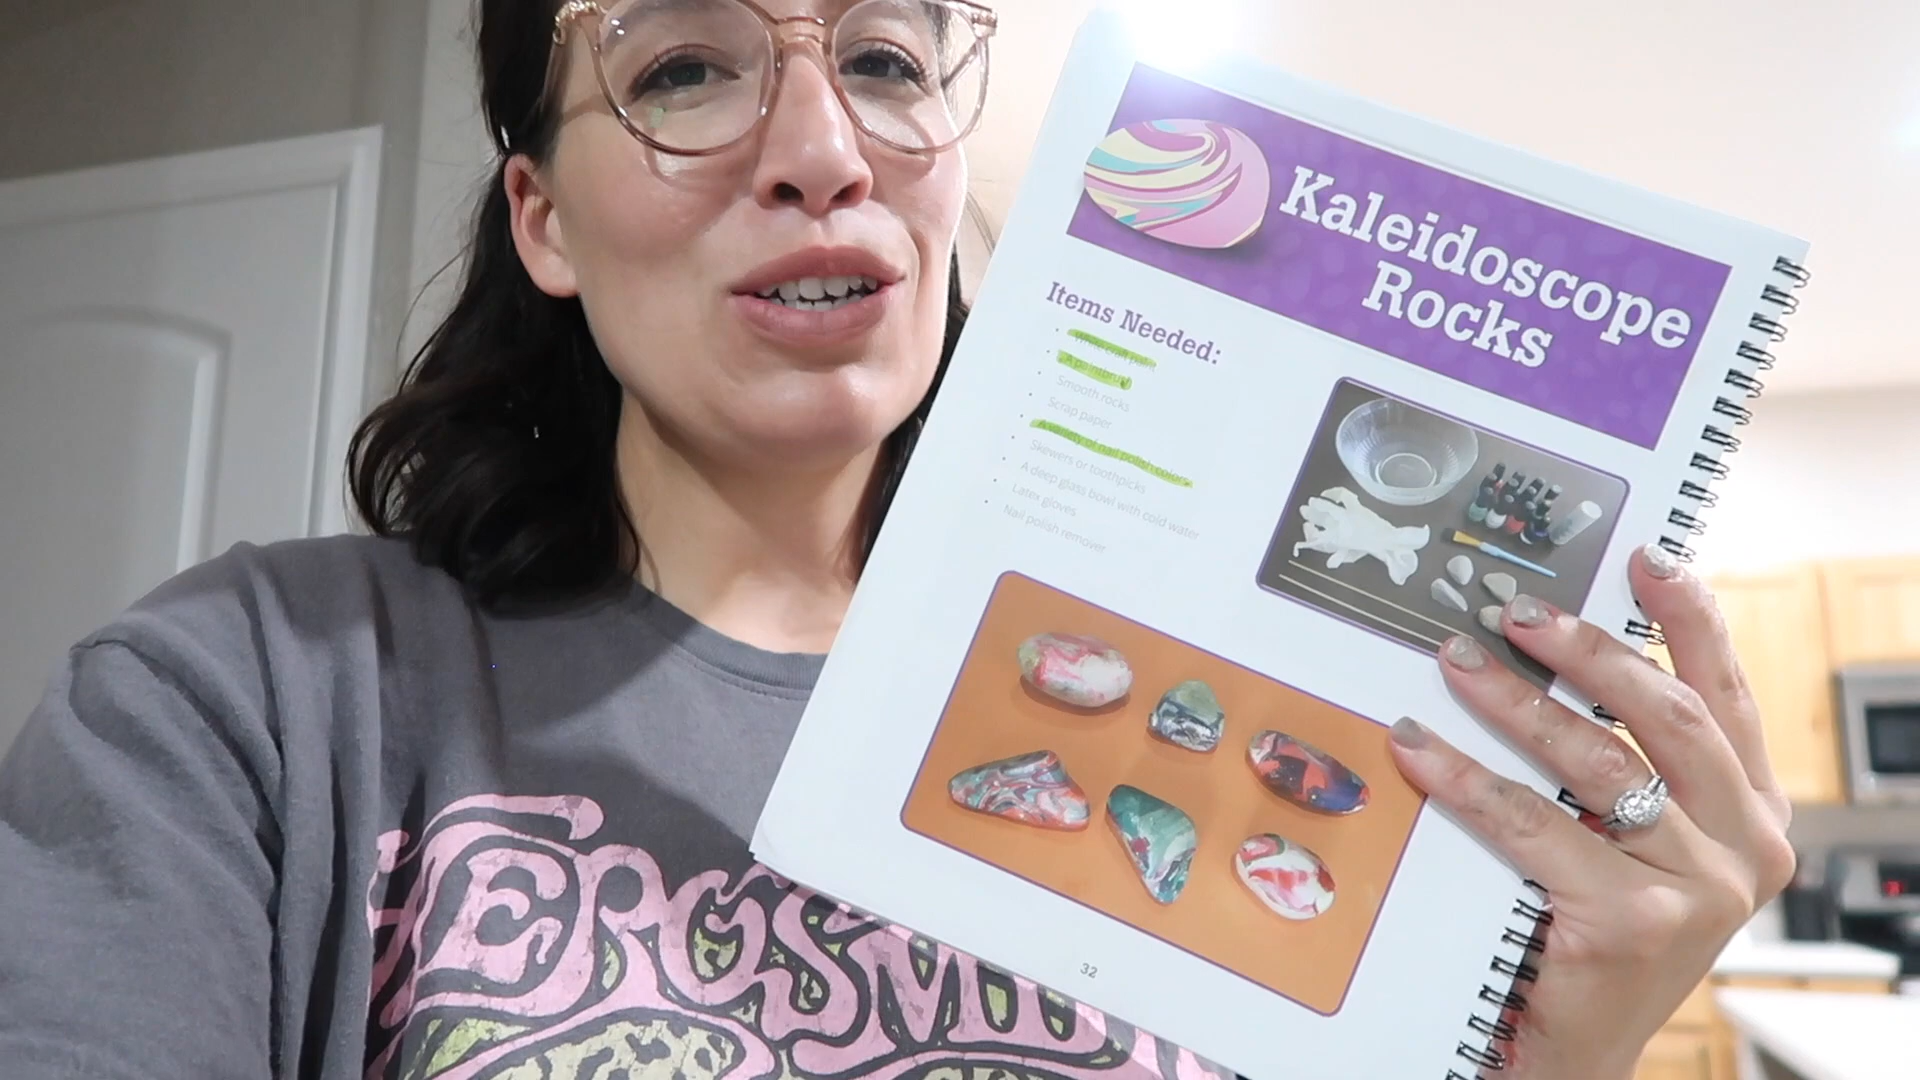 Kaleidoscope
Rocks
Items Needed:
White craft paint
A paintbrush
Smooth rocks
Scrap paper
A variety of nail polish colors
Skewers or toothpicks
A deep glass bowl with cold water
Latex gloves
Nail polish remover
32
AEROSMI